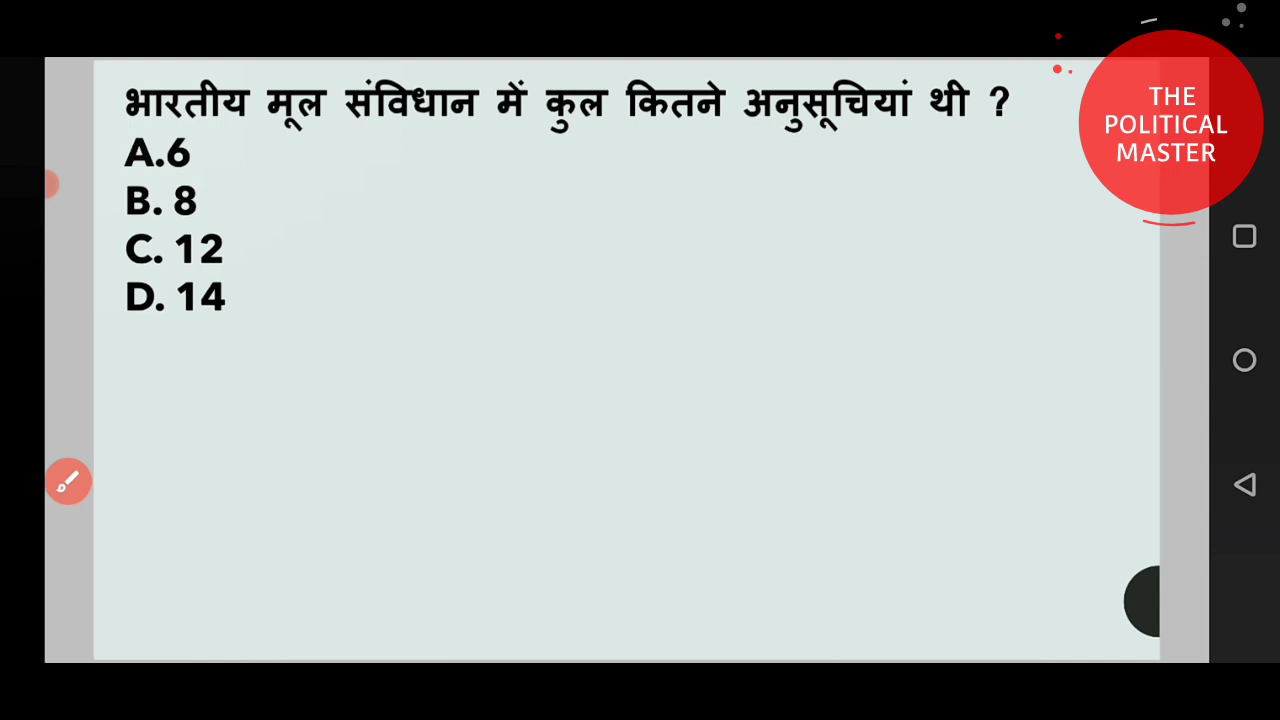 भारतीय मूल संविधान में कुल कितने अनुसूचियां थी ?
A.6
B. 8
C. 12
D. 14
THE
POLITICAL
MASTER